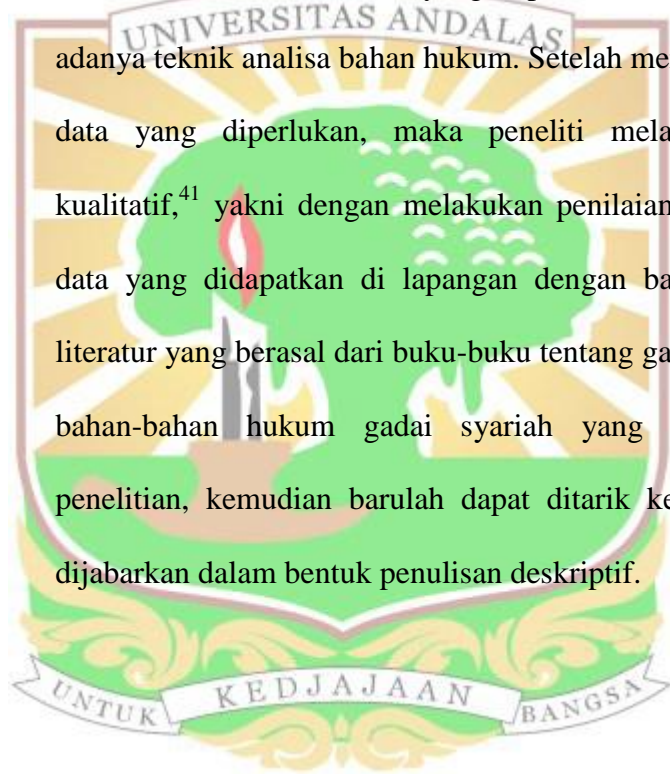 UNIVERSITAS ANDALAS
adanya teknik analisa bahan hukum. Setelah me
data yang diperlukan, maka peneliti mela
kualitatif,41 yakni dengan melakukan penilaian
data yang didapatkan di lapangan dengan ba
literatur yang berasal dari buku-buku tentang ga
bahan-bahan hukum gadai syariah yang
penelitian, kemudian barulah dapat ditarik ke
dijabarkan dalam bentuk penulisan deskriptif.
UNTUK KEDJAJAAN BANGSA